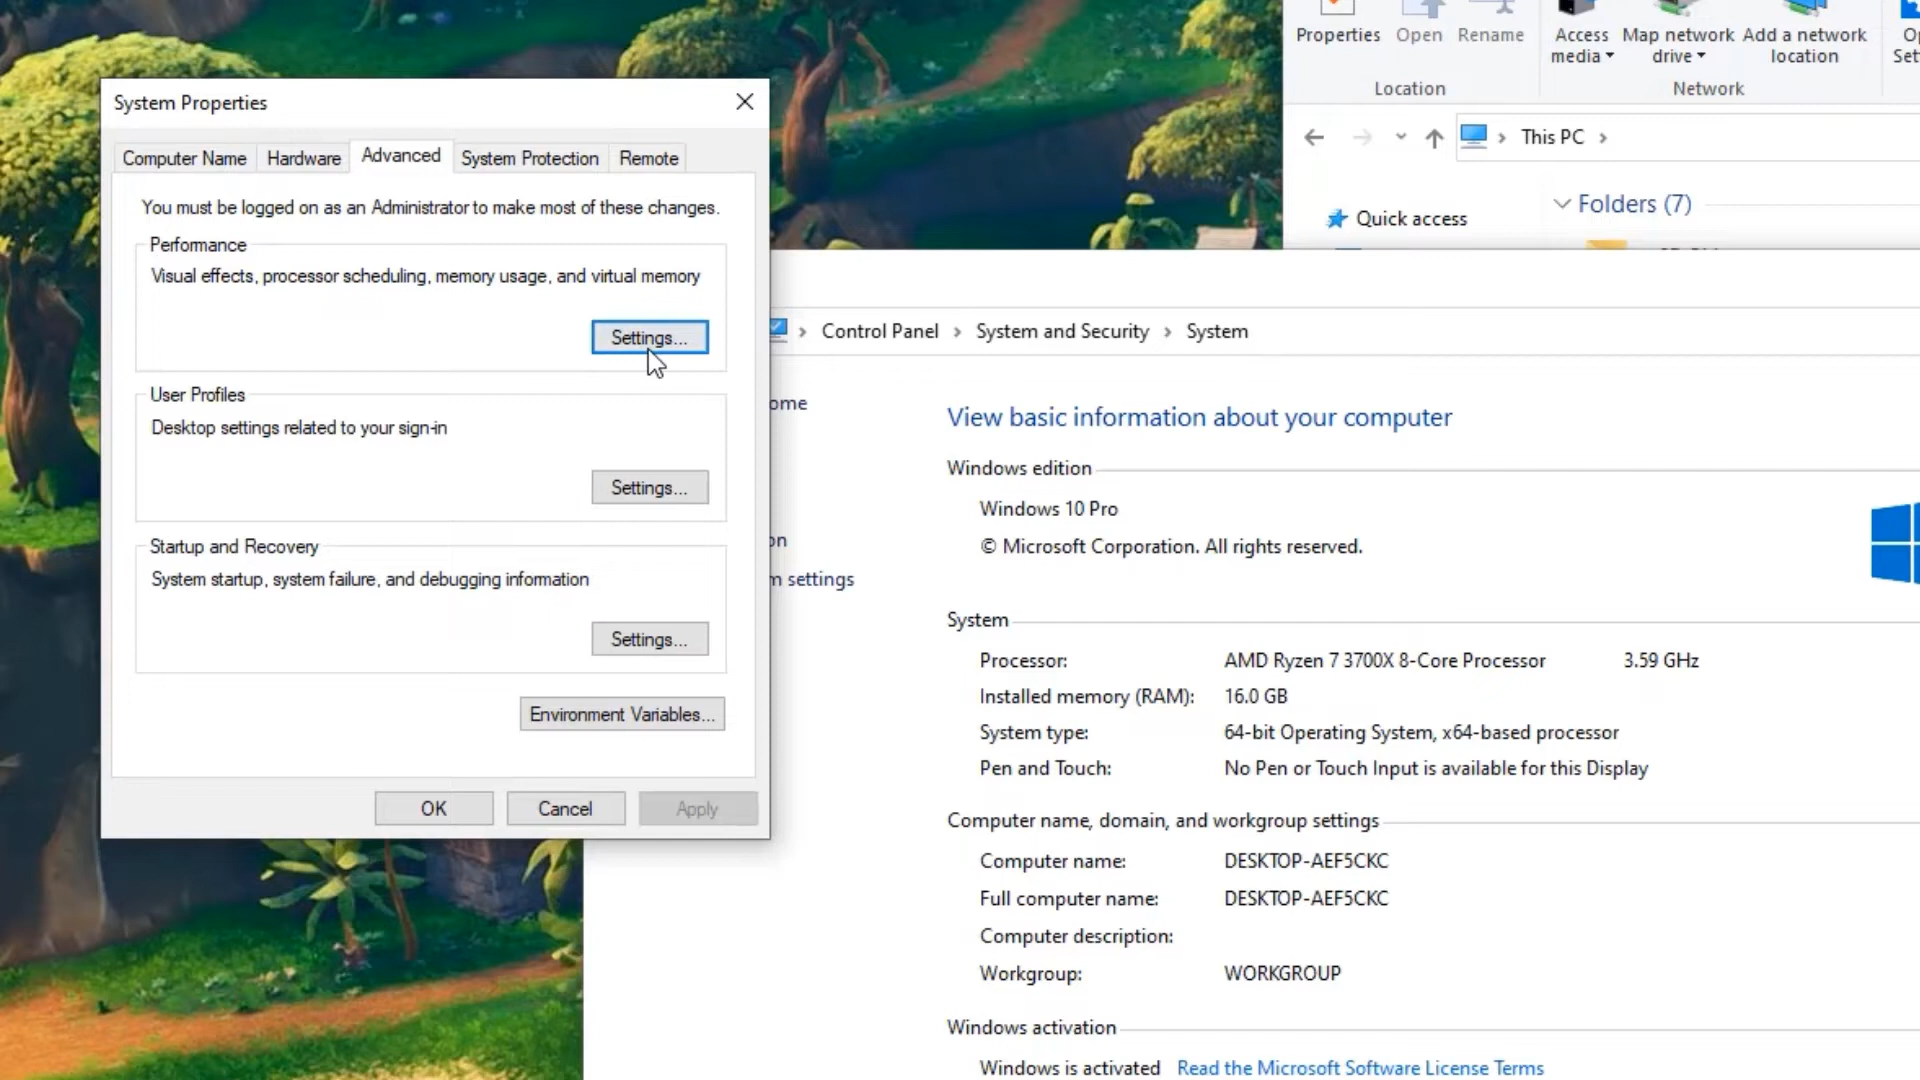 System Properties
Computer Name
Hardware
Advanced
System Protection
Remote
You must be logged on as an Administrator to make most of these changes.
Performance
Visual effects, processor scheduling, memory usage, and virtual memory
Settings...
User Profiles
Desktop settings related to your sign-in
Settings...
Startup and Recovery
System startup, system failure, and debugging information
Settings...
Environment Variables...
OK
Cancel
Apply
Properties
Open
Rename
Access media
Map network drive
Add a network location
Location
Network
This PC
Quick access
Folders (7)
Control Panel
System and Security
System
ome
on
m settings
View basic information about your computer
Windows edition
Windows 10 Pro
© Microsoft Corporation. All rights reserved.
System
Processor: AMD Ryzen 7 3700X 8-Core Processor 3.59 GHz
Installed memory (RAM): 16.0 GB
System type: 64-bit Operating System, x64-based processor
Pen and Touch: No Pen or Touch Input is available for this Display
Computer name, domain, and workgroup settings
Computer name: DESKTOP-AEF5CKC
Full computer name: DESKTOP-AEF5CKC
Computer description:
Workgroup: WORKGROUP
Windows activation
Windows is activated Read the Microsoft Software License Terms